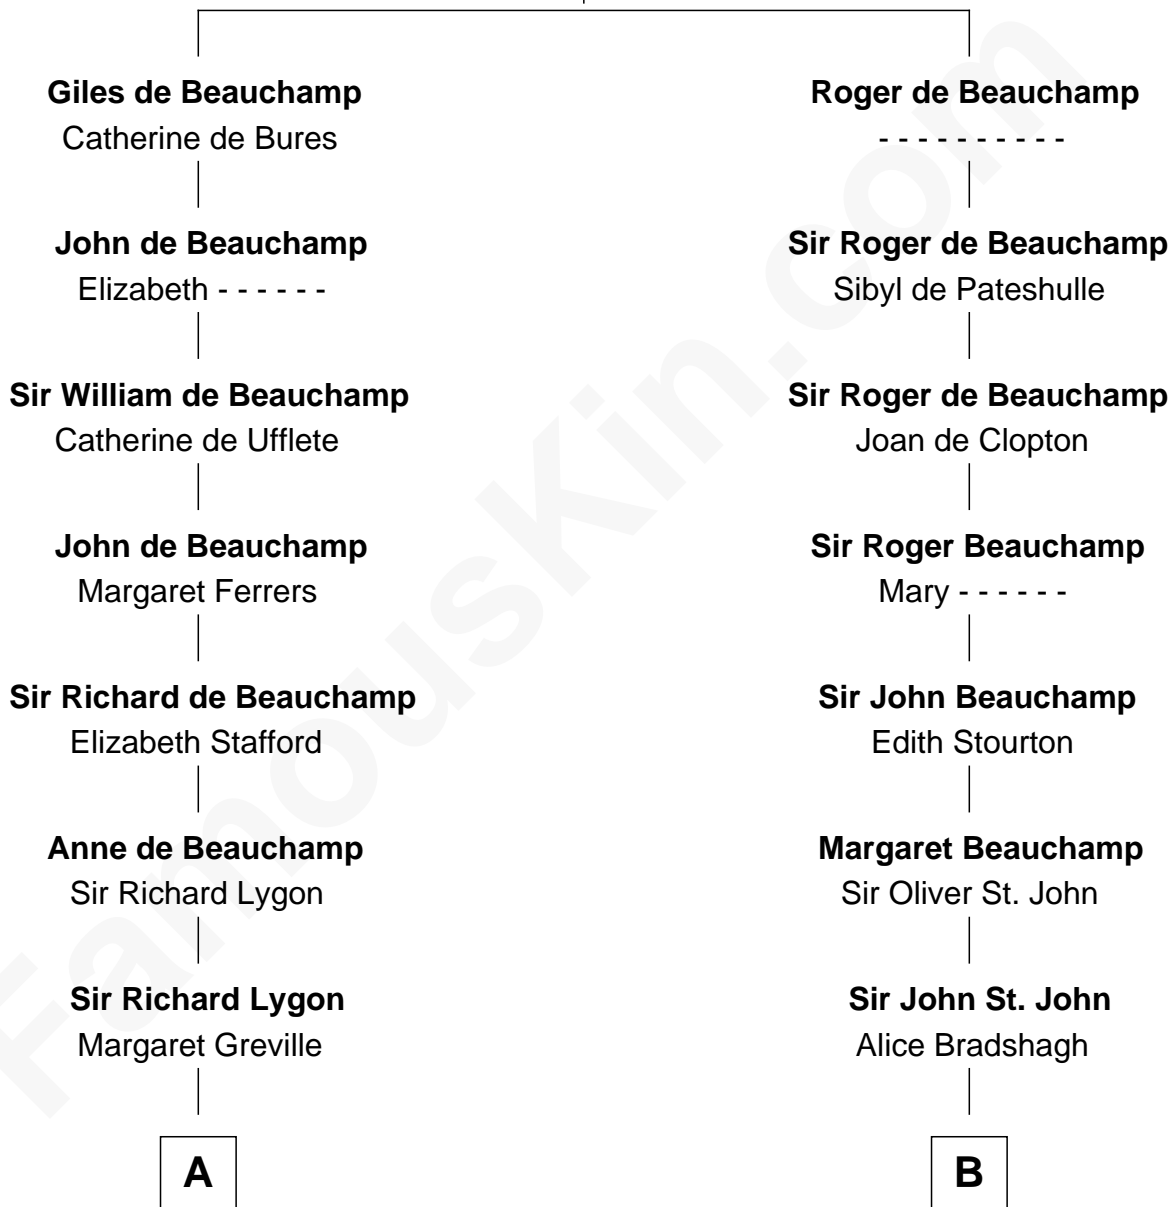 Giles de Beauchamp
Catherine de Bures
John de Beauchamp
Elizabeth - - - - - -
Sir William de Beauchamp
Catherine de Ufflete
John de Beauchamp
Margaret Ferrers
Sir Richard de Beauchamp
Elizabeth Stafford
Anne de Beauchamp
Sir Richard Lygon
Sir Richard Lygon
Margaret Greville
A
Roger de Beauchamp
- - - - - - - - - -
Sir Roger de Beauchamp
Sibyl de Pateshulle
Sir Roger de Beauchamp
Joan de Clopton
Sir Roger Beauchamp
Mary - - - - - -
Sir John Beauchamp
Edith Stourton
Margaret Beauchamp
Sir Oliver St. John
Sir John St. John
Alice Bradshagh
B
FamousKin.com